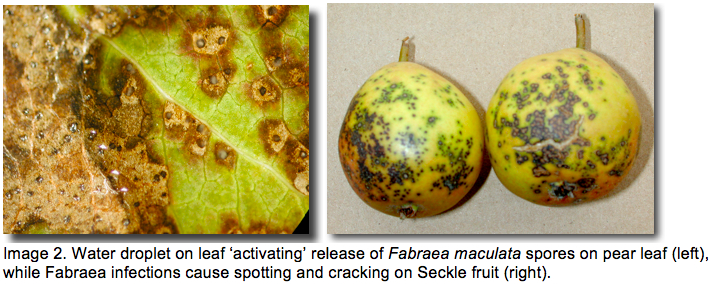 Image 2. Water droplet on leaf ‘activating’ release of Fabraea maculata spores on pear leaf (left),
while Fabraea infections cause spotting and cracking on Seckle fruit (right).